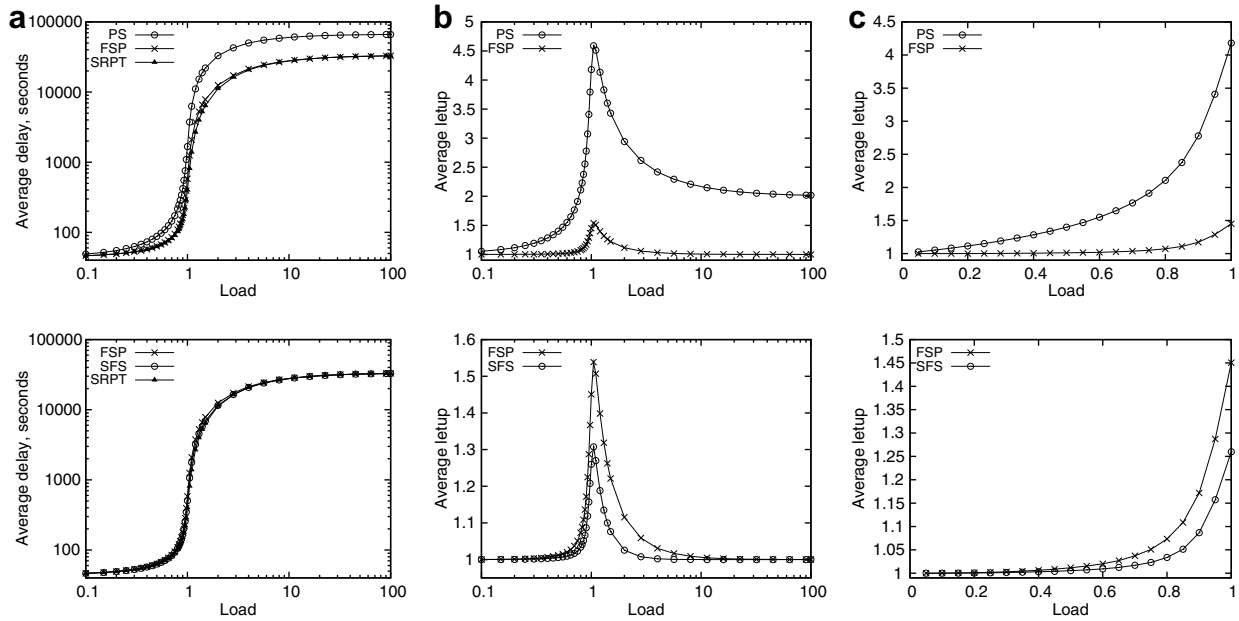 a
Average delay, seconds
100000
10000
1000
100
0.1
1
10
100
Load
PS
FSP
SRPT
b
Average letup
5
4.5
4
3.5
3
2.5
2
1.5
1
0.1
1
10
100
Load
PS
FSP
c
Average letup
4.5
4
3.5
3
2.5
2
1.5
1
0
0.2
0.4
0.6
0.8
1
Load
PS
FSP
Average delay, seconds
100000
10000
1000
100
0.1
1
10
100
Load
FSP
SFS
SRPT
Average letup
1.6
1.5
1.4
1.3
1.2
1.1
1
0.1
1
10
100
Load
FSP
SFS
Average letup
1.5
1.45
1.4
1.35
1.3
1.25
1.2
1.15
1.1
1.05
1
0
0.2
0.4
0.6
0.8
1
Load
FSP
SFS